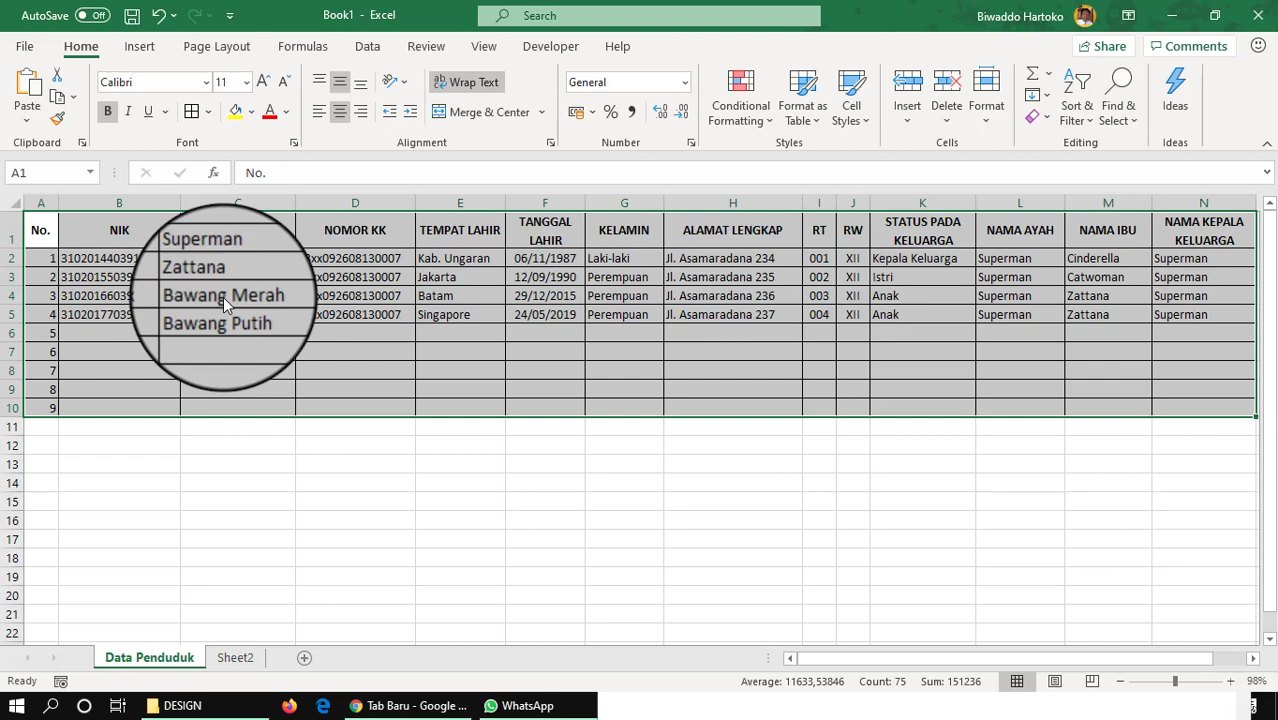 AutoSave Off Book1 - Excel Search Biwaddo Hartoko
File Home Insert Page Layout Formulas Data Review View Developer Help Share Comments
Paste Calibri 11 Wrap Text General Conditional Formatting Format as Table Cell Styles Insert Delete Format Sort & Filter Find & Select Ideas
B I U Merge & Center
Clipboard Font Alignment Number Styles Cells Editing Ideas
A1 fx No.
A B C D E F G H I J K L M N
1 No. NIK NOMOR KK TEMPAT LAHIR TANGGAL LAHIR KELAMIN ALAMAT LENGKAP RT RW STATUS PADA KELUARGA NAMA AYAH NAMA IBU NAMA KEPALA KELUARGA
2 1 310201440391 Superman xx092608130007 Kab. Ungaran 06/11/1987 Laki-laki Jl. Asamaradana 234 001 XII Kepala Keluarga Superman Cinderella Superman
3 2 31020155039 Zattana xx092608130007 Jakarta 12/09/1990 Perempuan Jl. Asamaradana 235 002 XII Istri Superman Catwoman Superman
4 3 31020166039 Bawang Merah x092608130007 Batam 29/12/2015 Perempuan Jl. Asamaradana 236 003 XII Anak Superman Zattana Superman
5 4 31020177039 Bawang Putih xx092608130007 Singapore 24/05/2019 Perempuan Jl. Asamaradana 237 004 XII Anak Superman Zattana Superman
6 5
7 6
8 7
9 8
10 9
11
12
13
14
15
16
17
18
19
20
21
22
Data Penduduk Sheet2
Ready Average: 11633,53846 Count: 75 Sum: 151236 98%
DESIGN Tab Baru - Google ... WhatsApp